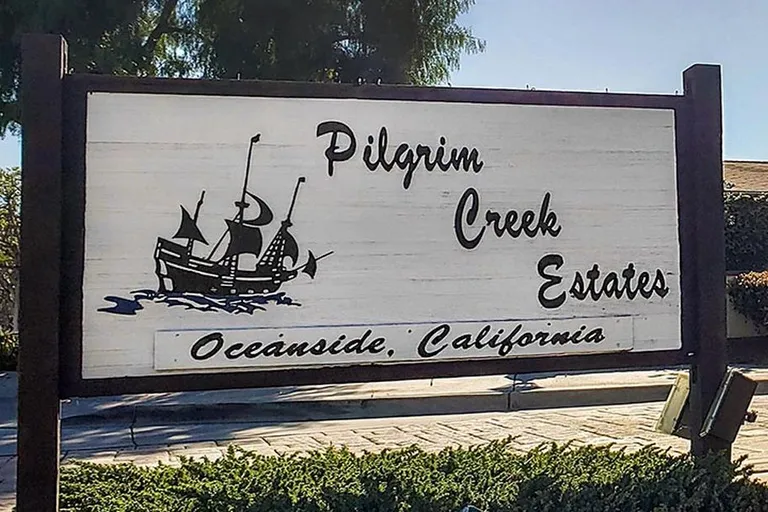 Pilgrim
Creek
Estates
Oceanside, California